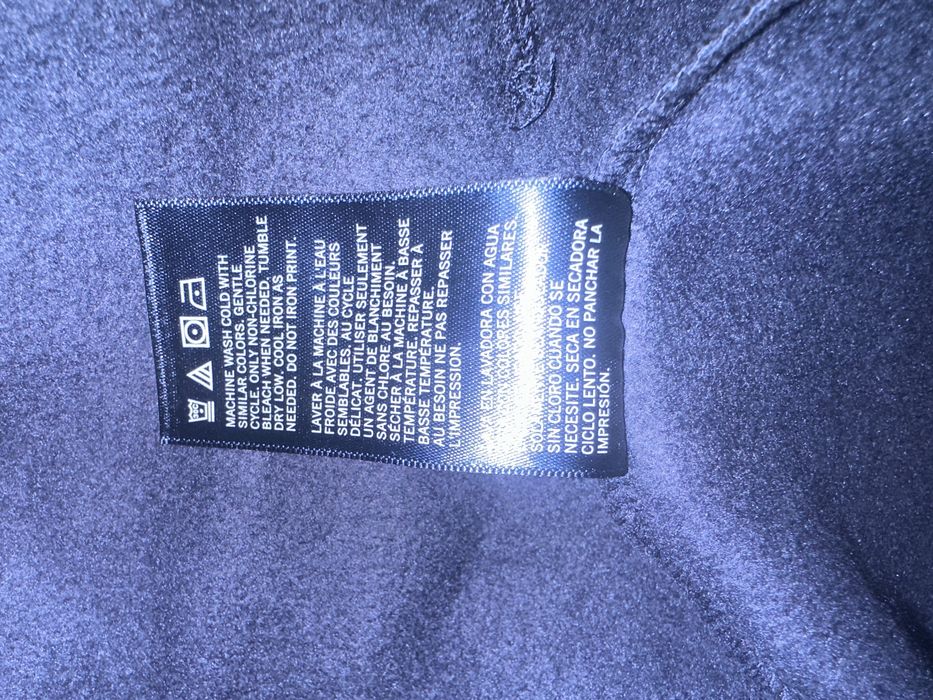 MACHINE WASH COLD WITH
SIMILAR COLORS. GENTLE
CYCLE. ONLY NON-CHLORINE
BLEACH WHEN NEEDED. TUMBLE
DRY LOW. COOL IRON AS
NEEDED. DO NOT IRON PRINT.
LAVER À LA MACHINE À L'EAU
FROIDE AVEC DES COULEURS
SEMBLABLES. AU CYCLE
DÉLICAT. UTILISER SEULEMENT
UN AGENT DE BLANCHIMENT
SANS CHLORE AU BESOIN.
SÉCHER À LA MACHINE À BASSE
TEMPÉRATURE. REPASSER À
BASSE TEMPÉRATURE.
AU BESOIN NE PAS REPASSER
L'IMPRESSION.
EN LAVADORA CON AGUA
COLORES SIMILARES.
SIN CLORO CUANDO SE
NECESITE. SECA EN SECADORA
CICLO LENTO. NO PANCHAR LA
IMPRESIÓN.